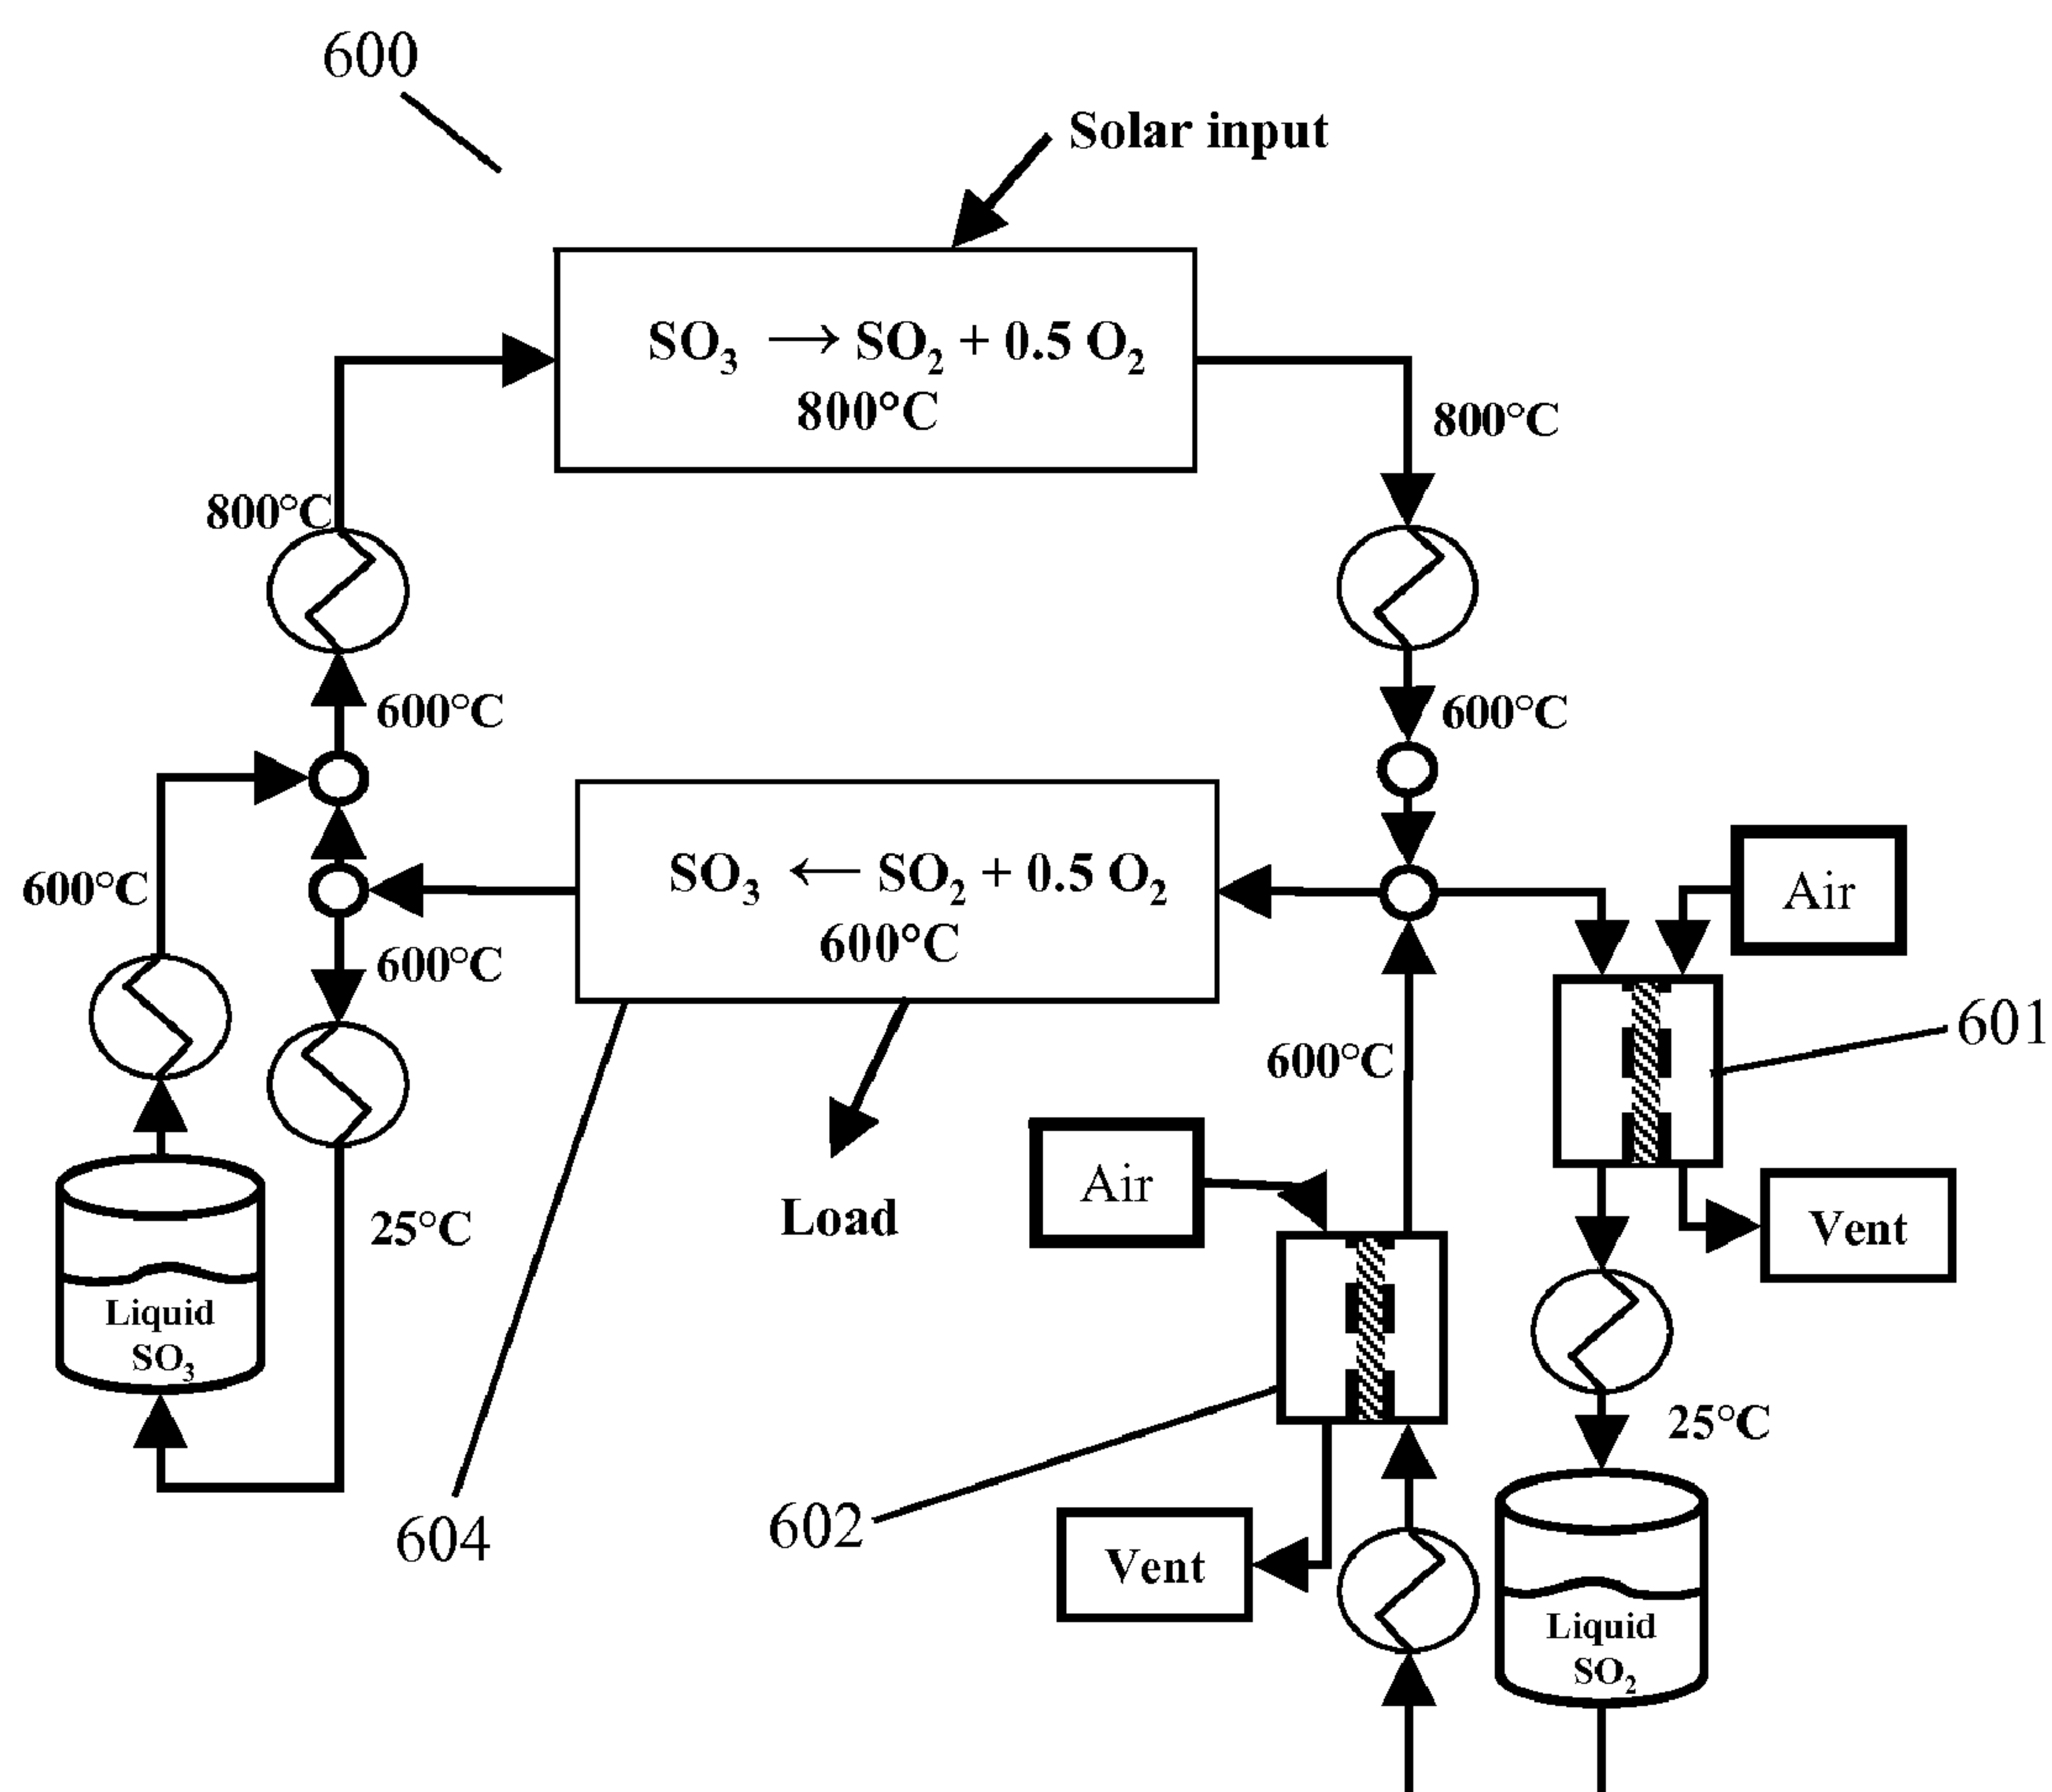 600
Solar input
SO₃ → SO₂ + 0.5 O₂
800°C
800°C
800°C
600°C
600°C
SO₃ ← SO₂ + 0.5 O₂
600°C
Air
600°C
600°C
601
600°C
Air
Load
25°C
Vent
Liquid
SO₃
25°C
604
602
Vent
Liquid
SO₂